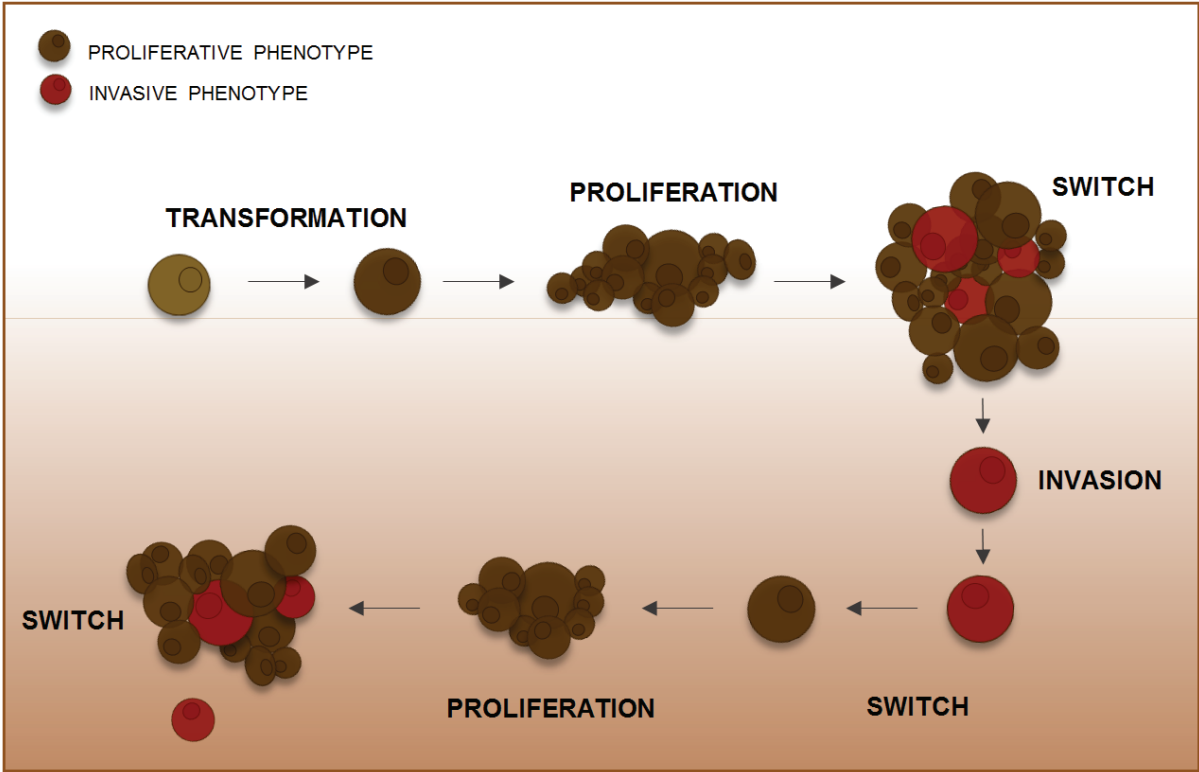 PROLIFERATIVE PHENOTYPE
INVASIVE PHENOTYPE
TRANSFORMATION
PROLIFERATION
SWITCH
INVASION
SWITCH
PROLIFERATION
SWITCH